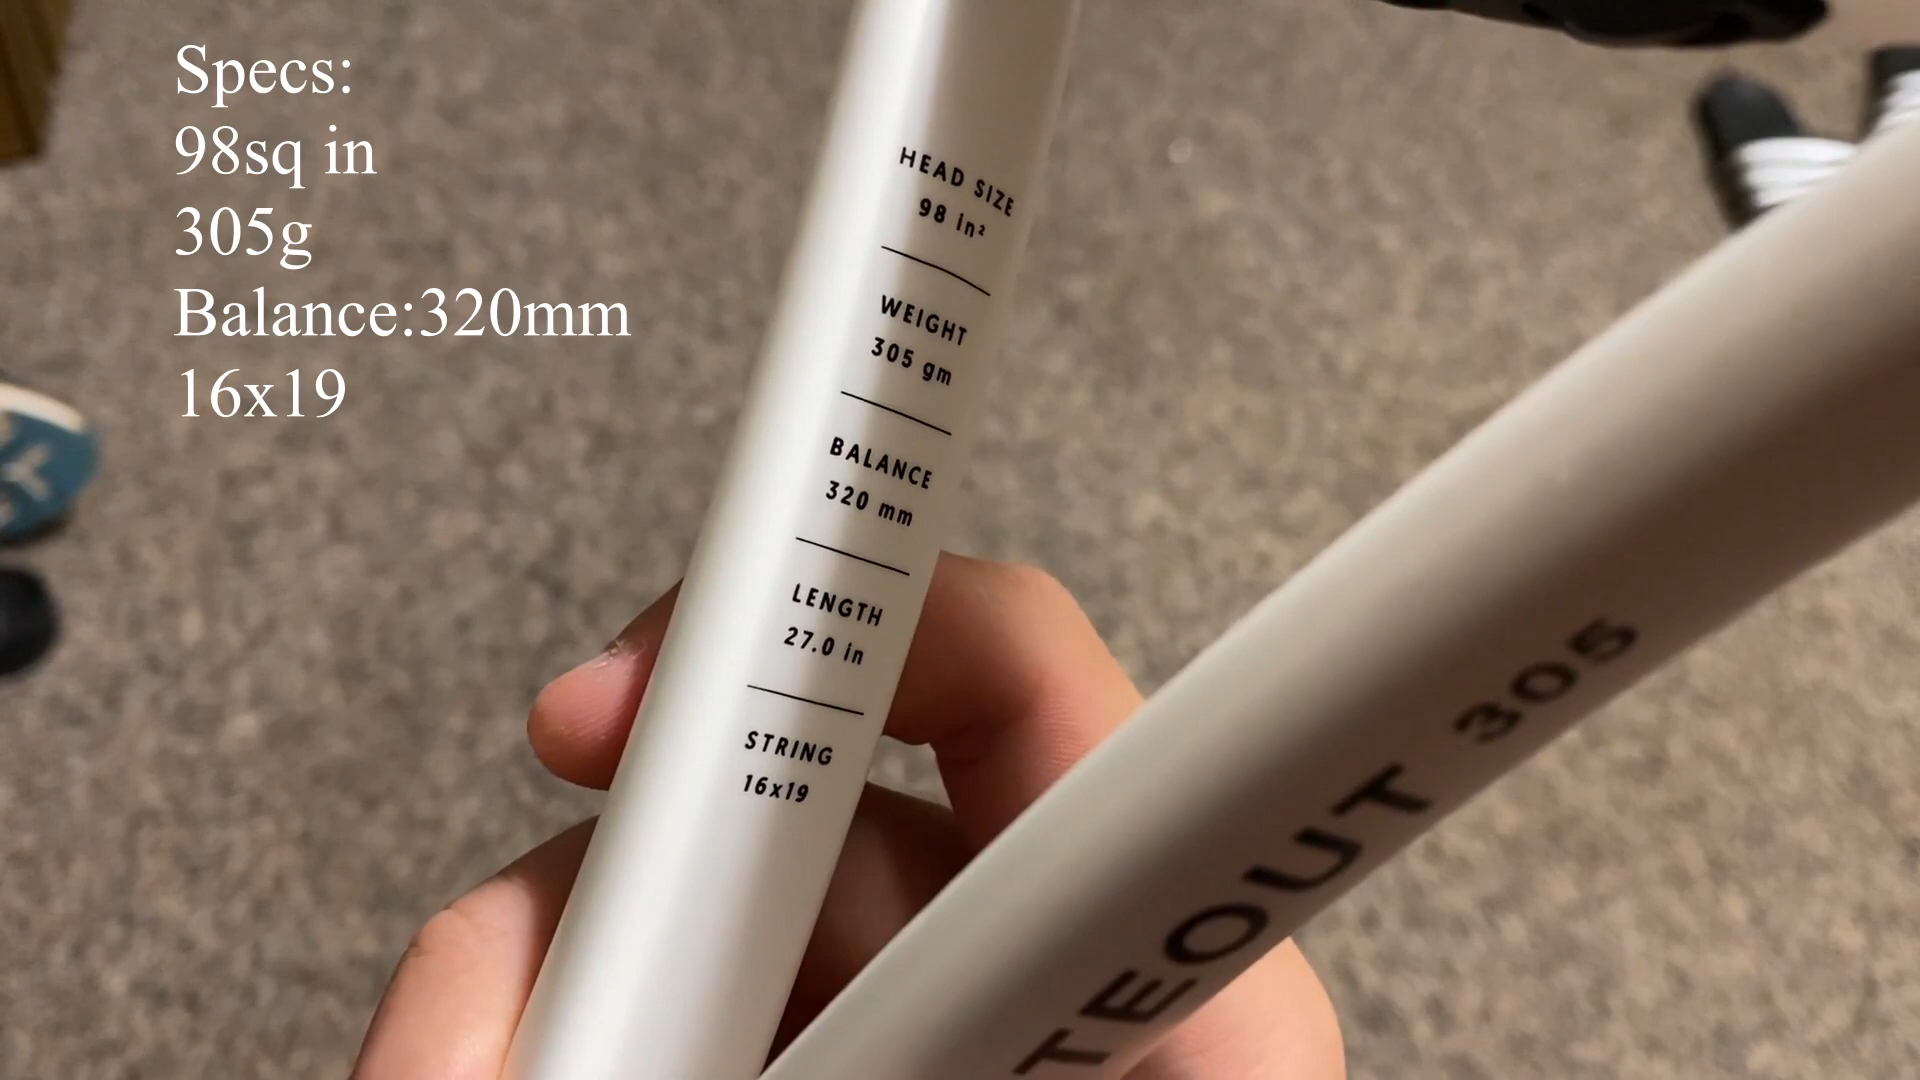 Specs:
98sq in
305g
Balance:320mm
16x19
HEAD SIZE
98 in²
WEIGHT
305 gm
BALANCE
320 mm
LENGTH
27.0 in
STRING
16x19
TEOUT 305